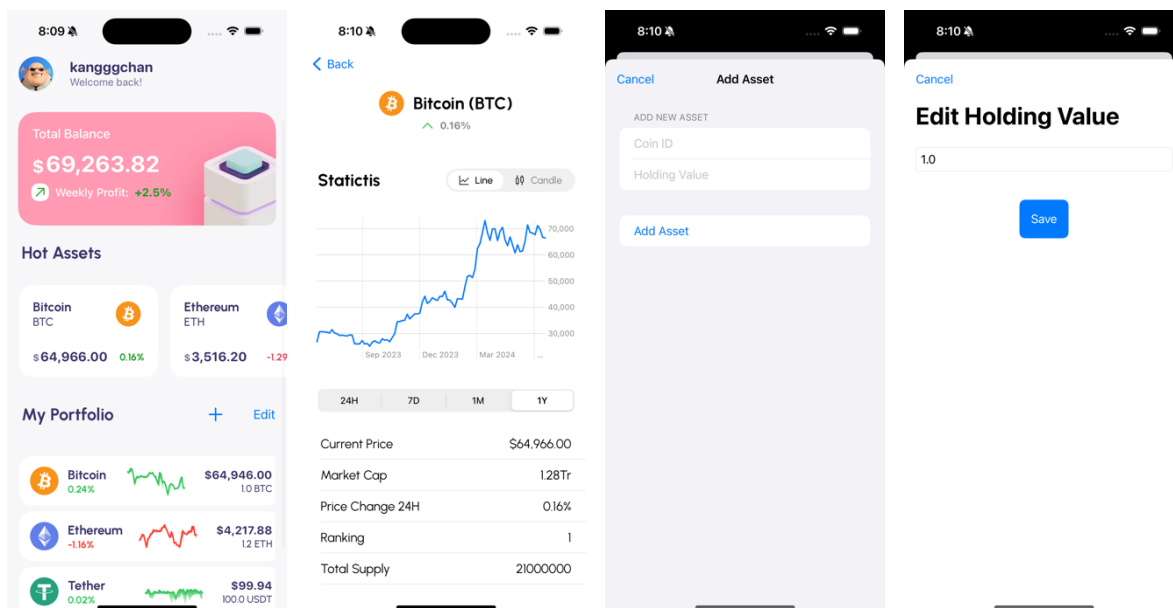 8:09
kangggchan
Welcome back!
Total Balance
$69,263.82
Weekly Profit: +2.5%
Hot Assets
Bitcoin
BTC
$64,966.00 0.16%
Ethereum
ETH
$3,516.20 -1.29
My Portfolio + Edit
Bitcoin $64,946.00
0.24% 1.0 BTC
Ethereum $4,217.88
-1.16% 1.2 ETH
Tether $99.94
0.02% 100.0 USDT
8:10
Back
Bitcoin (BTC)
0.16%
Statictis Line Candle
70,000
60,000
50,000
40,000
30,000
Sep 2023 Dec 2023 Mar 2024 ...
24H 7D 1M 1Y
Current Price $64,966.00
Market Cap 1.28Tr
Price Change 24H 0.16%
Ranking 1
Total Supply 21000000
8:10
Cancel Add Asset
ADD NEW ASSET
Coin ID
Holding Value
Add Asset
8:10
Cancel
Edit Holding Value
1.0
Save